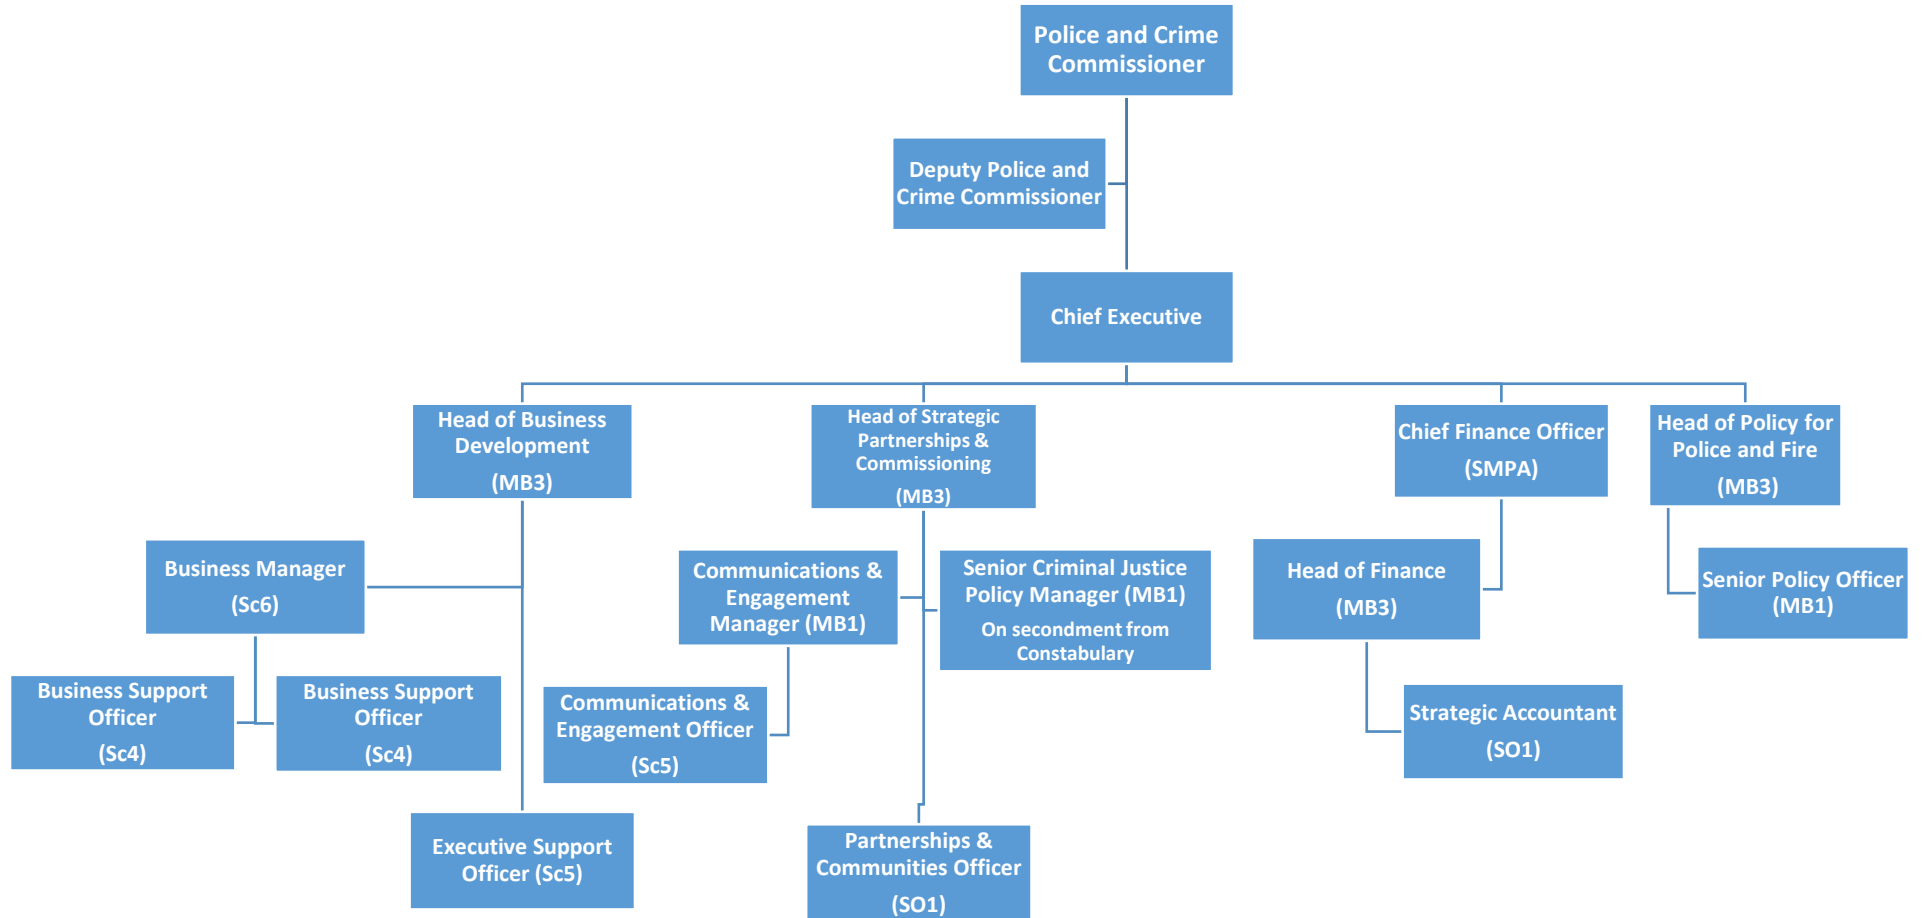 Police and Crime
Commissioner
Deputy Police and
Crime Commissioner
Chief Executive
Head of Business
Development
(MB3)
Head of Strategic
Partnerships &
Commissioning
(MB3)
Chief Finance Officer
(SMPA)
Head of Policy for
Police and Fire
(MB3)
Business Manager
(Sc6)
Communications &
Engagement
Manager (MB1)
Senior Criminal Justice
Policy Manager (MB1)
On secondment from
Constabulary
Head of Finance
(MB3)
Senior Policy Officer
(MB1)
Business Support
Officer
(Sc4)
Business Support
Officer
(Sc4)
Communications &
Engagement Officer
(Sc5)
Strategic Accountant
(SO1)
Executive Support
Officer (Sc5)
Partnerships &
Communities Officer
(SO1)